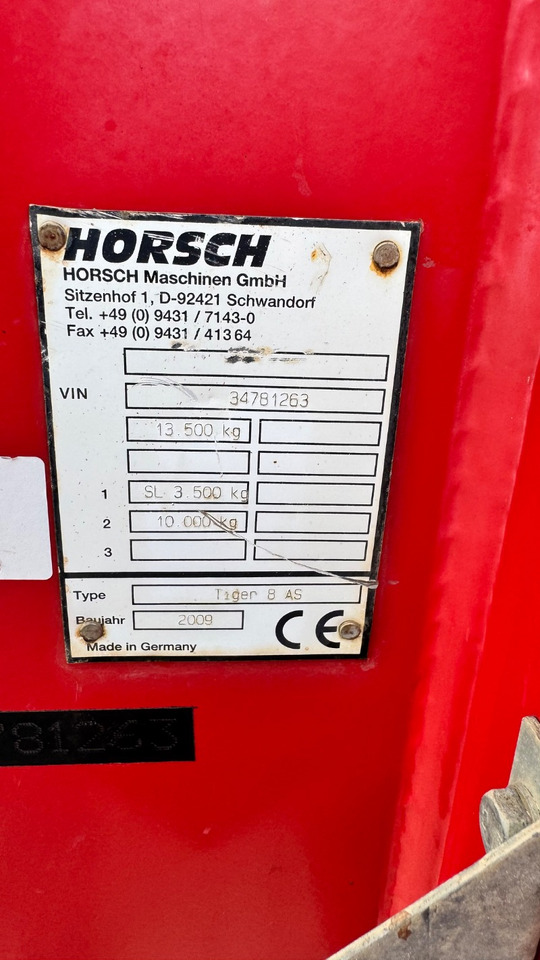 HORSCH
HORSCH Maschinen GmbH
Sitzenhof 1, D-92421 Schwandorf
Tel. +49 (0) 9431 / 7143-0
Fax +49 (0) 9431 / 413 64
VIN 34781263
13.500 kg
1 SL 3.500 kg
2 10.000 kg
3
Type Tiger 8 AS
Baujahr 2009 CE
Made in Germany
781263